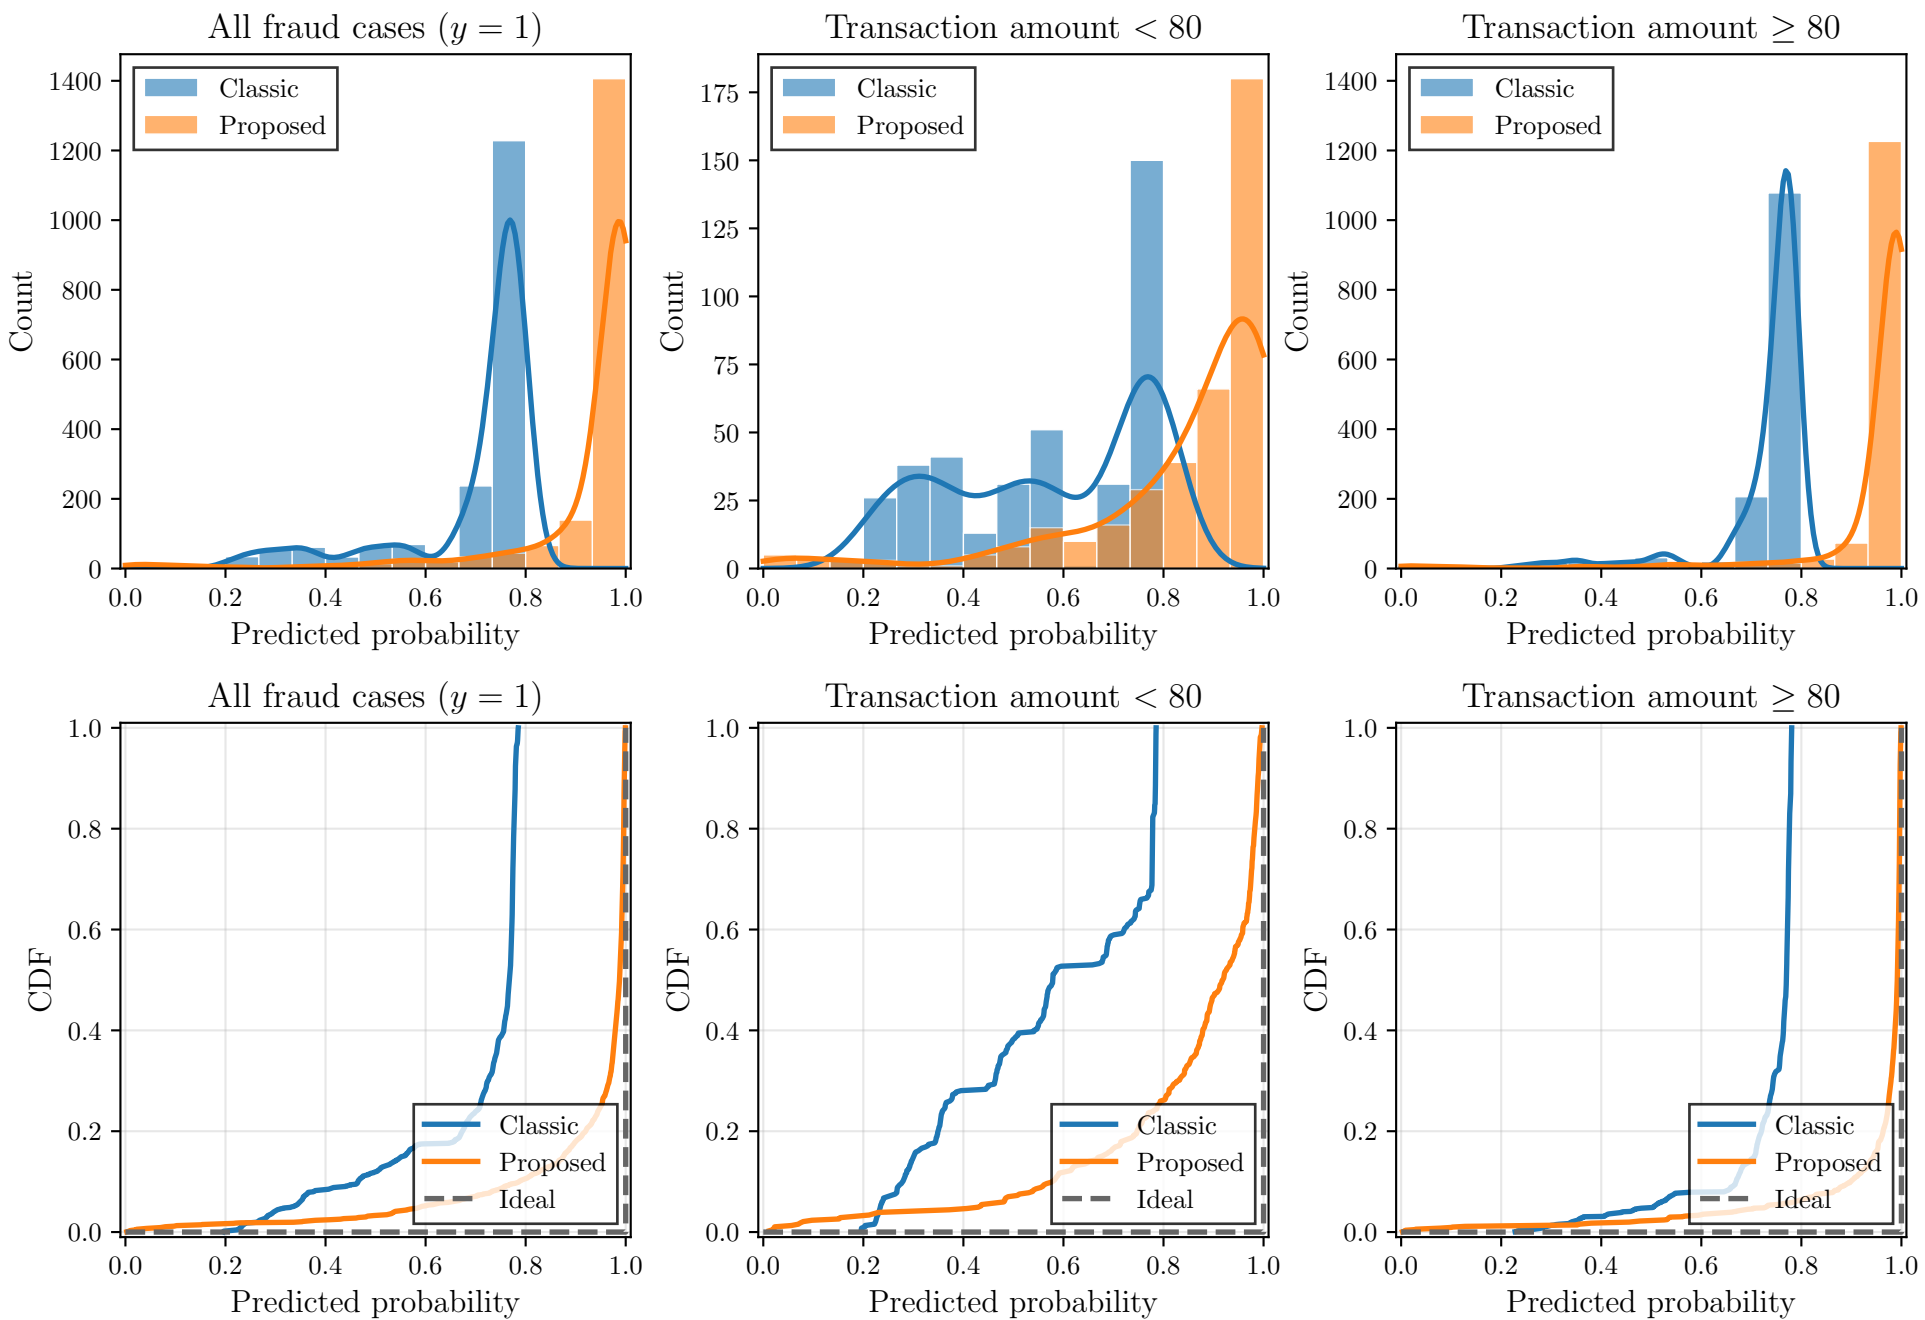 All fraud cases (y = 1)
Classic
Proposed
1400
1200
1000
800
600
400
200
0
Count
0.0 0.2 0.4 0.6 0.8 1.0
Predicted probability
Transaction amount < 80
Classic
Proposed
175
150
125
100
75
50
25
0
Count
0.0 0.2 0.4 0.6 0.8 1.0
Predicted probability
Transaction amount ≥ 80
Classic
Proposed
1400
1200
1000
800
600
400
200
0
Count
0.0 0.2 0.4 0.6 0.8 1.0
Predicted probability
All fraud cases (y = 1)
1.0
0.8
0.6
0.4
0.2
0.0
CDF
Classic
Proposed
Ideal
0.0 0.2 0.4 0.6 0.8 1.0
Predicted probability
Transaction amount < 80
1.0
0.8
0.6
0.4
0.2
0.0
CDF
Classic
Proposed
Ideal
0.0 0.2 0.4 0.6 0.8 1.0
Predicted probability
Transaction amount ≥ 80
1.0
0.8
0.6
0.4
0.2
0.0
CDF
Classic
Proposed
Ideal
0.0 0.2 0.4 0.6 0.8 1.0
Predicted probability